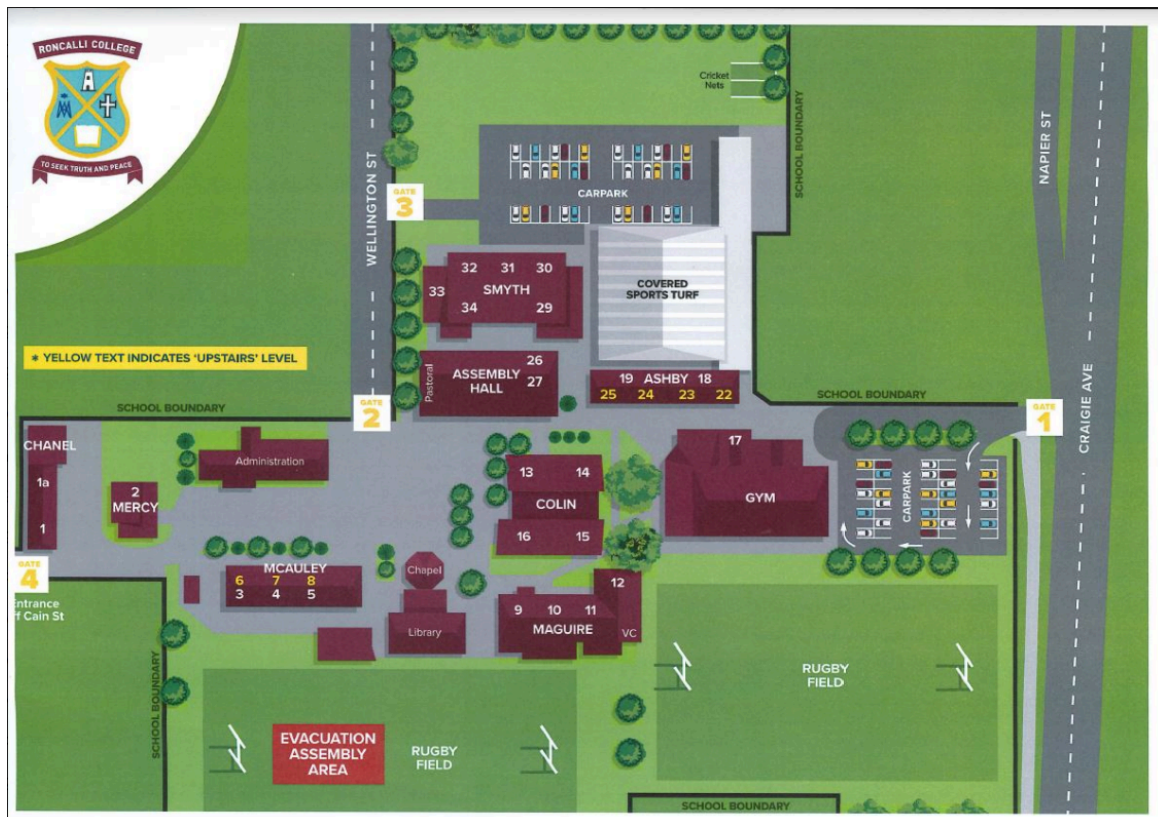 RONCALLI COLLEGE
TO SEEK TRUTH AND PEACE
WELLINGTON ST
Cricket
Nets
SCHOOL BOUNDARY
NAPIER ST
CRAIGIE AVE
CARPARK
GATE
3
32 31 30
33 SMYTH
34 29
COVERED
SPORTS TURF
* YELLOW TEXT INDICATES 'UPSTAIRS' LEVEL
Pastoral
ASSEMBLY
HALL
26
27
19 ASHBY 18
25 24 23 22
SCHOOL BOUNDARY
GATE
2
SCHOOL BOUNDARY
GATE
1
CHANEL
1a
1
2
MERCY
Administration
13 14
COLIN
16 15
17
GYM
CARPARK
GATE
4
Entrance
ff Cain St
MCAULEY
6 7 8
3 4 5
Chapel
Library
12
9 10 11
MAGUIRE
VC
SCHOOL BOUNDARY
RUGBY
FIELD
EVACUATION
ASSEMBLY
AREA
RUGBY
FIELD
SCHOOL BOUNDARY